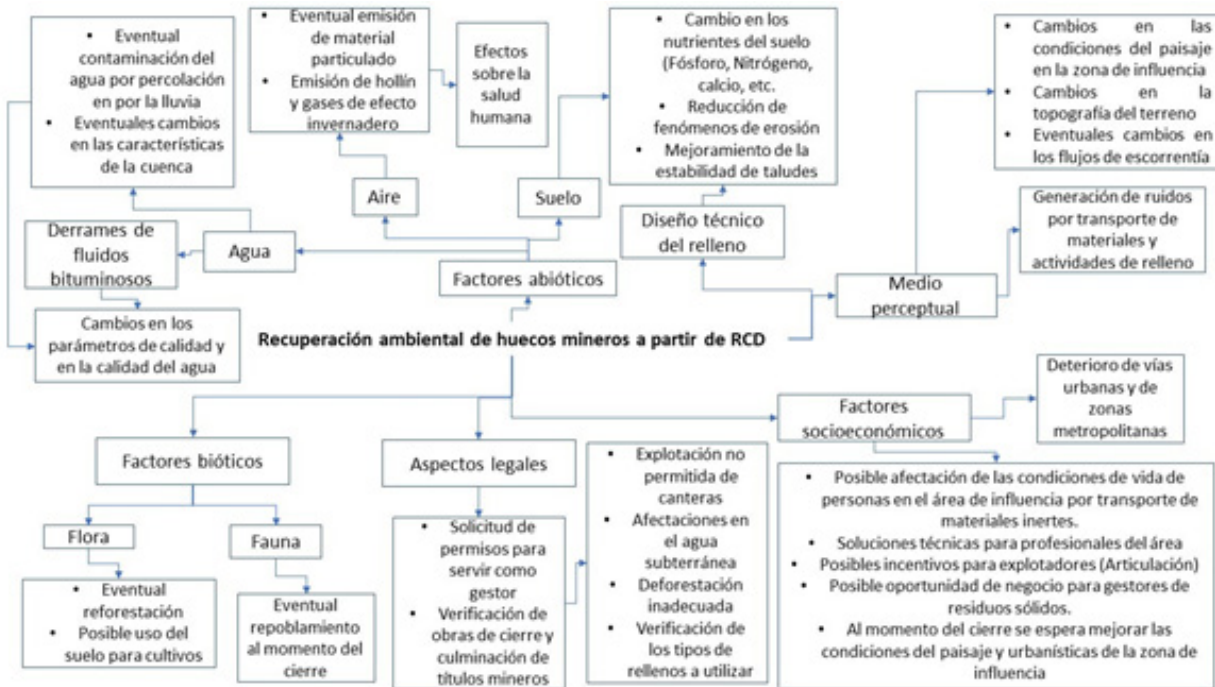 • Eventual
contaminación del
agua por percolación
en por la lluvia
• Eventuales cambios
en las características
de la cuenca
• Eventual emisión
de material
particulado
• Emisión de hollín
y gases de efecto
invernadero
Efectos
sobre la
salud
humana
• Cambio en los
nutrientes del suelo
(Fósforo, Nitrógeno,
calcio, etc.
• Reducción de
fenómenos de erosión
• Mejoramiento de la
estabilidad de taludes
• Cambios en las
condiciones del paisaje
en la zona de influencia
• Cambios en la
topografía del terreno
• Eventuales cambios en
los flujos de escorrentía
Aire
Suelo
Diseño técnico
del relleno
Generación de ruidos
por transporte de
materiales y
actividades de relleno
Derrames de
fluidos
bituminosos
Agua
Factores abióticos
Medio
perceptual
Cambios en los
parámetros de calidad y
en la calidad del agua
Recuperación ambiental de huecos mineros a partir de RCD
Factores
socioeconómicos
Deterioro de vías
urbanas y de
zonas
metropolitanas
Factores bióticos
Aspectos legales
• Explotación no
permitida de
canteras
• Afectaciones en
el agua
subterránea
• Deforestación
inadecuada
• Verificación de
los tipos de
rellenos a utilizar
• Posible afectación de las condiciones de vida de
personas en el área de influencia por transporte de
materiales inertes.
• Soluciones técnicas para profesionales del área
• Posibles incentivos para explotadores (Articulación)
• Posible oportunidad de negocio para gestores de
residuos sólidos.
• Al momento del cierre se espera mejorar las
condiciones del paisaje y urbanísticas de la zona de
influencia
Flora
Fauna
• Solicitud de
permisos para
servir como
gestor
• Verificación de
obras de cierre y
culminación de
títulos mineros
• Eventual
reforestación
• Posible uso del
suelo para cultivos
Eventual
repoblamiento
al momento del
cierre